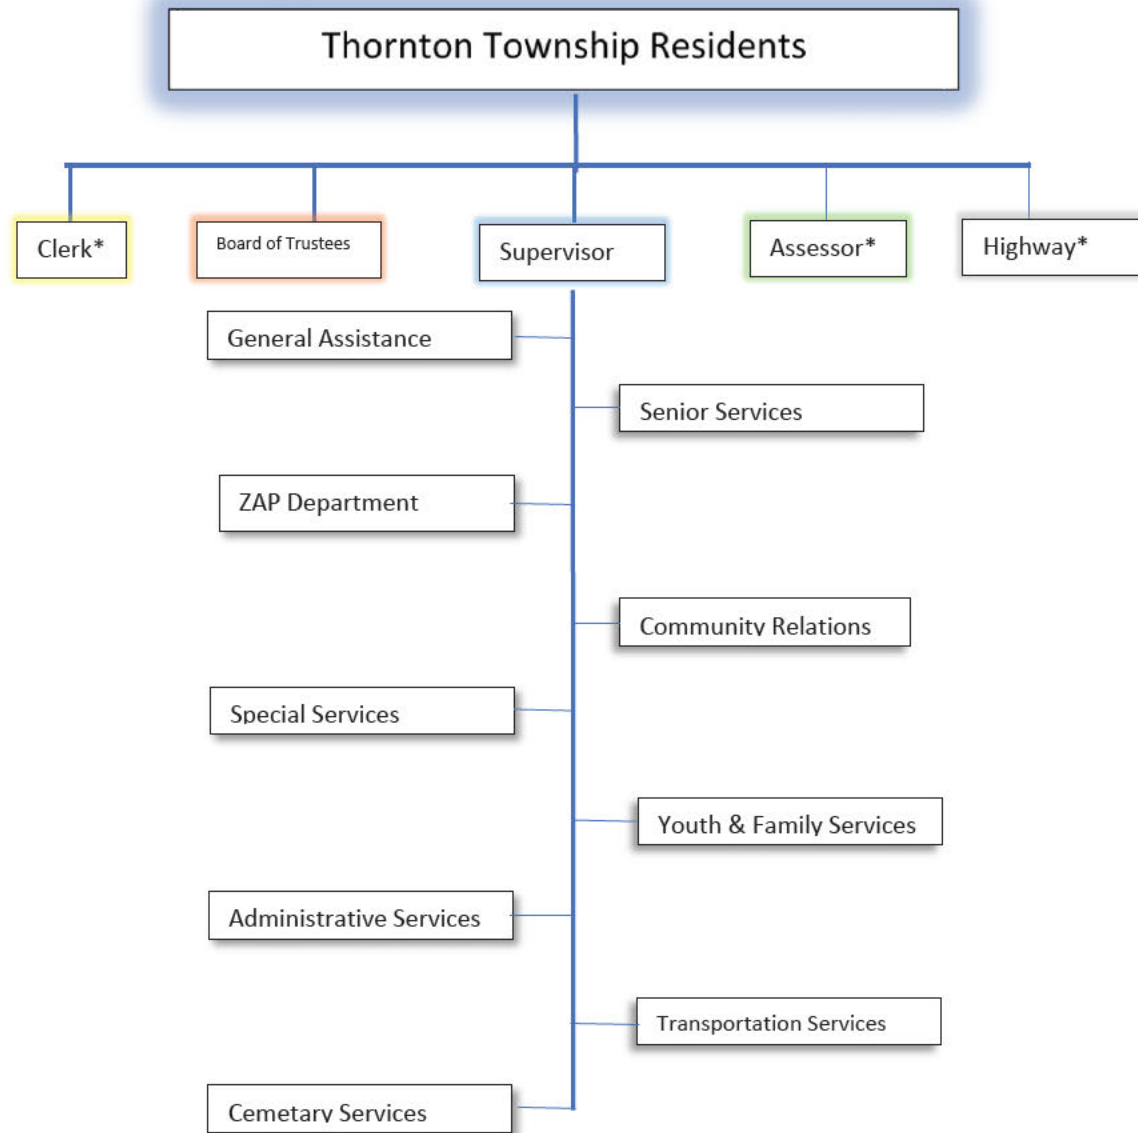 Thornton Township Residents
Clerk*
Board of Trustees
Supervisor
Assessor*
Highway*
General Assistance
Senior Services
ZAP Department
Community Relations
Special Services
Youth & Family Services
Administrative Services
Transportation Services
Cemetary Services